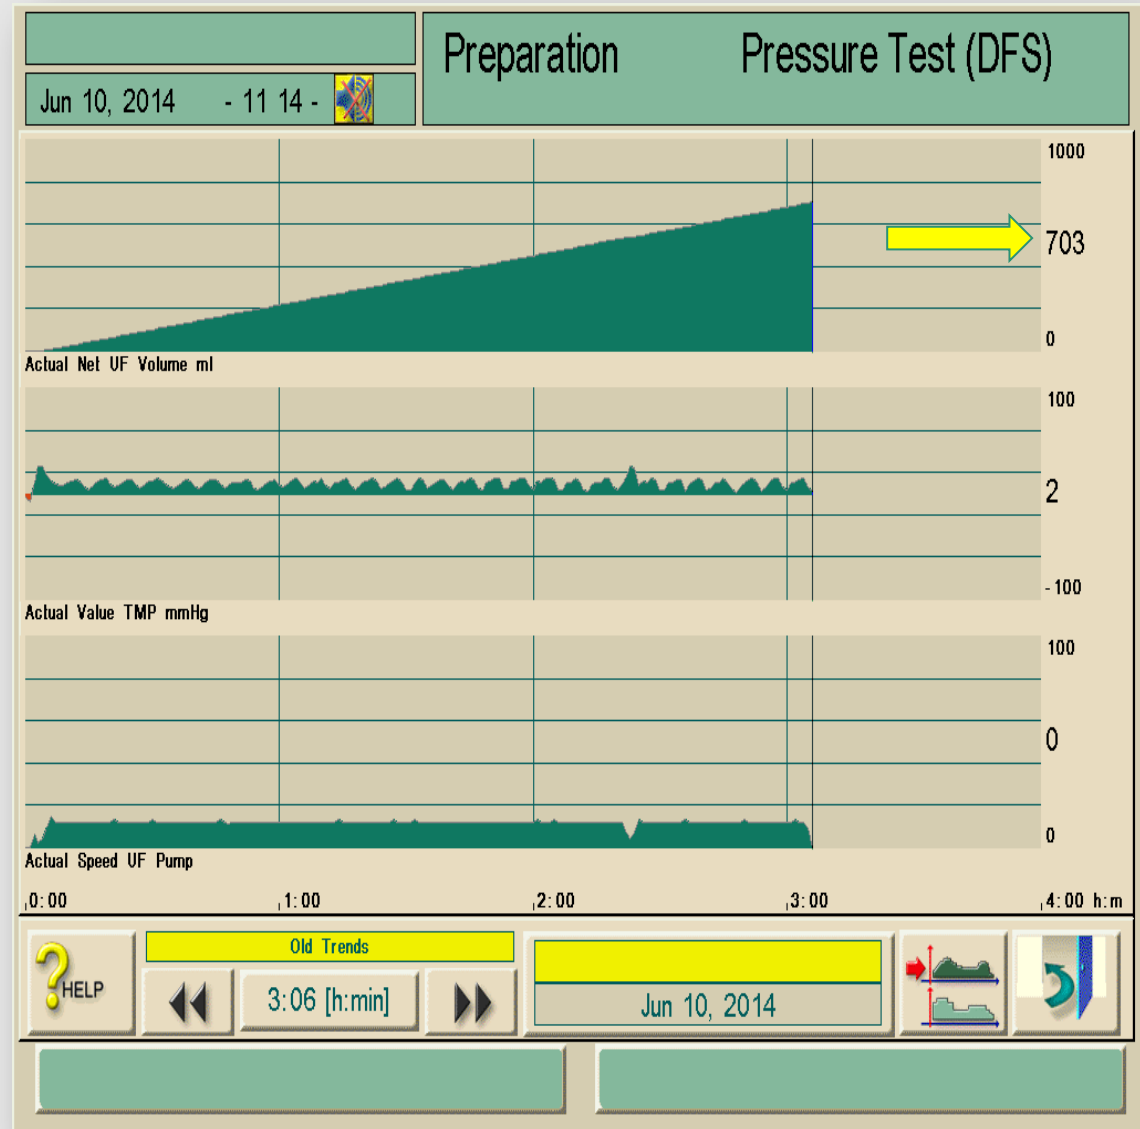 Preparation Pressure Test (DFS)
Jun 10, 2014 - 11 14 -
1000
703
0
Actual Net UF Volume ml
100
2
-100
Actual Value TMP mmHg
100
0
0
Actual Speed UF Pump
0:00 1:00 2:00 3:00 4:00 h:m
HELP
Old Trends
3:06 [h:min]
Jun 10, 2014